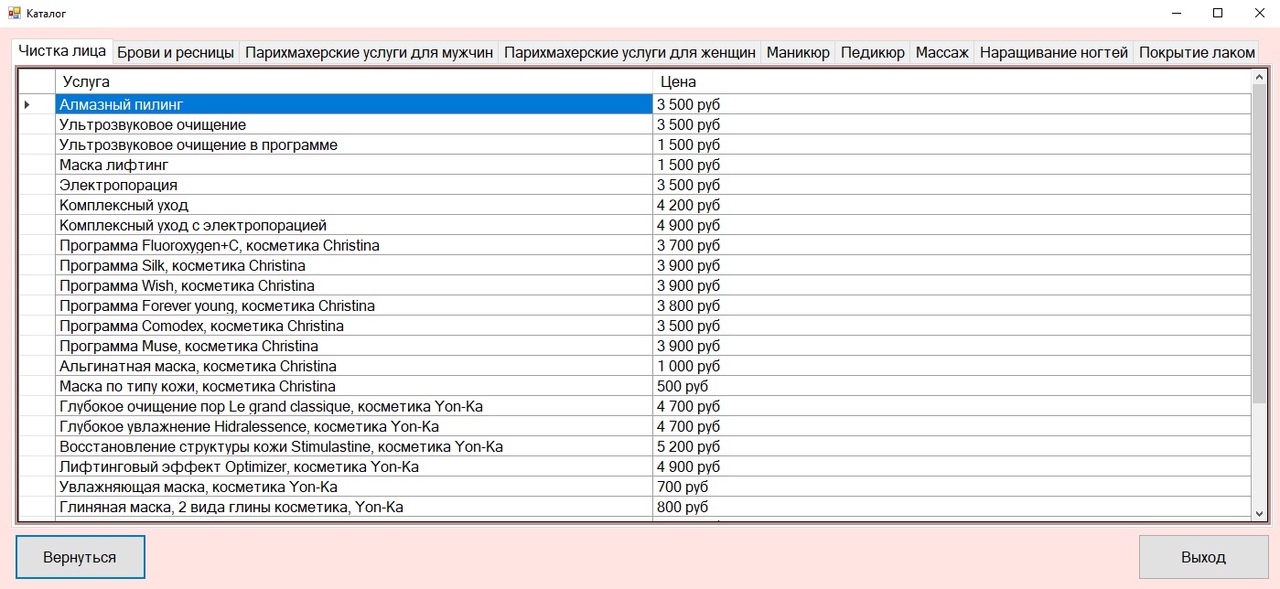 Каталог
Чистка лица Брови и ресницы Парихмахерские услуги для мужчин Парихмахерские услуги для женщин Маникюр Педикюр Массаж Наращивание ногтей Покрытие лаком
Услуга Цена
Алмазный пилинг 3 500 руб
Ультрозвуковое очищение 3 500 руб
Ультрозвуковое очищение в программе 1 500 руб
Маска лифтинг 1 500 руб
Электропорация 3 500 руб
Комплексный уход 4 200 руб
Комплексный уход с электропорацией 4 900 руб
Программа Fluoroxygen+C, косметика Christina 3 700 руб
Программа Silk, косметика Christina 3 900 руб
Программа Wish, косметика Christina 3 900 руб
Программа Forever young, косметика Christina 3 800 руб
Программа Comodex, косметика Christina 3 500 руб
Программа Muse, косметика Christina 3 900 руб
Альгинатная маска, косметика Christina 1 000 руб
Маска по типу кожи, косметика Christina 500 руб
Глубокое очищение пор Le grand classique, косметика Yon-Ka 4 700 руб
Глубокое увлажнение Hidralessence, косметика Yon-Ka 4 700 руб
Восстановление структуры кожи Stimulastine, косметика Yon-Ka 5 200 руб
Лифтинговый эффект Optimizer, косметика Yon-Ka 4 900 руб
Увлажняющая маска, косметика Yon-Ka 700 руб
Глиняная маска, 2 вида глины косметика, Yon-Ka 800 руб
Вернуться Выход